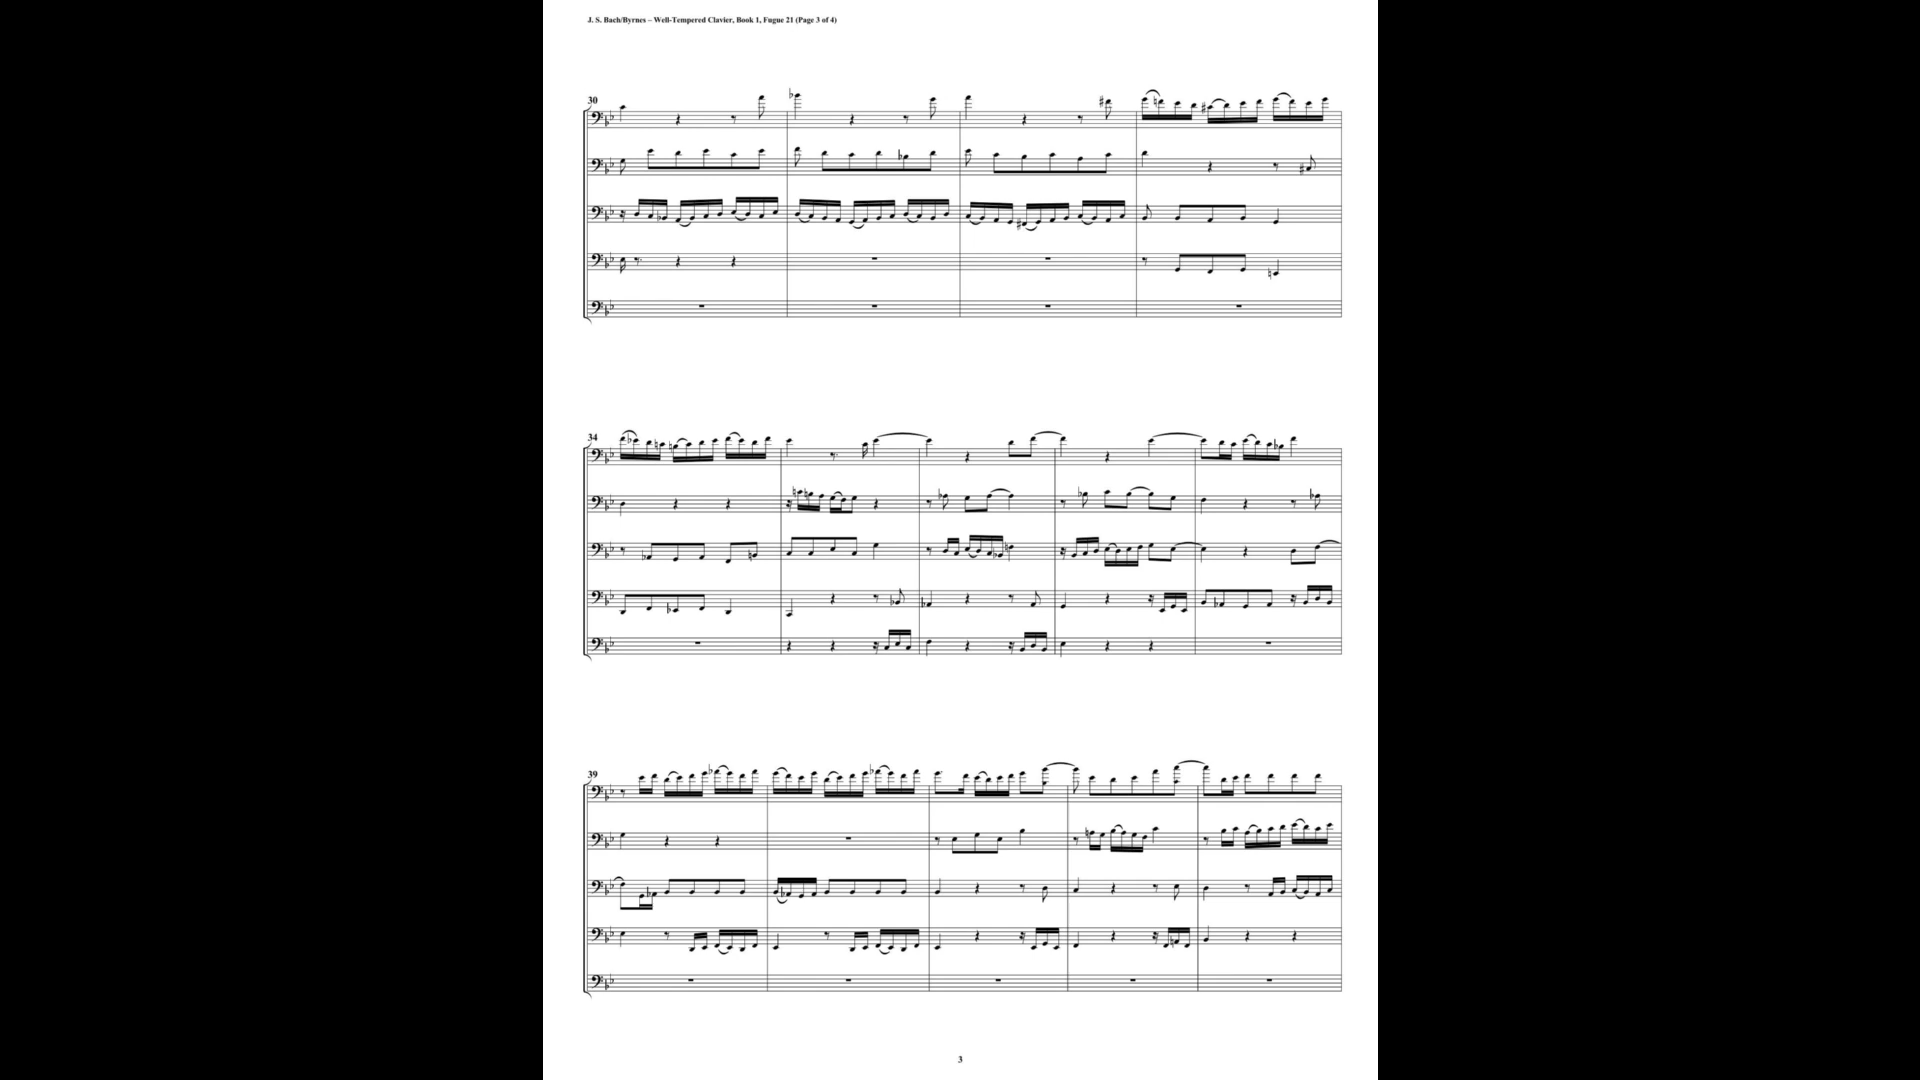 J. S. Bach/Byrnes – Well-Tempered Clavier, Book 1, Fugue 21 (Page 3 of 4)
30
34
39
3